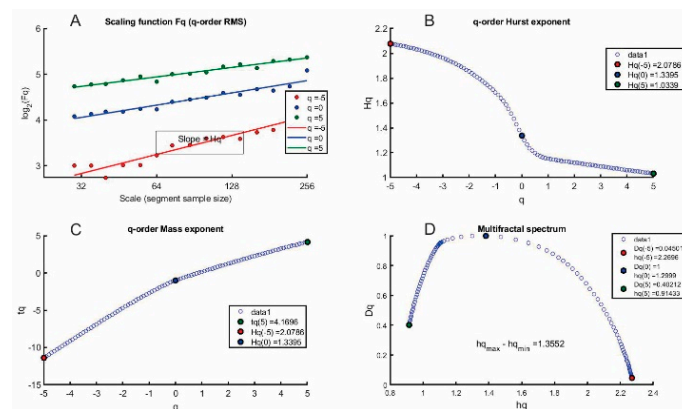 A
Scaling function Fq (q-order RMS)
6
5
4
3
log2(Fq)
32
64
128
256
Scale (segment sample size)
Slope = Hq
q =-5
q =0
q =5
q =-5
q =0
q =5
B
q-order Hurst exponent
2.2
2
1.8
1.6
1.4
1.2
1
Hq
-5 -4 -3 -2 -1 0 1 2 3 4 5
q
data1
Hq(-5) =2.0786
Hq(0) =1.3395
Hq(5) =1.0339
C
q-order Mass exponent
5
0
-5
-10
-15
tq
-5 -4 -3 -2 -1 0 1 2 3 4 5
q
data1
tq(5) =4.1696
Hq(-5) =2.0786
Hq(0) =1.3395
D
Multifractal spectrum
1
0.8
0.6
0.4
0.2
0
Dq
0.8 1 1.2 1.4 1.6 1.8 2 2.2 2.4
hq
data1
Dq(-5) =0.04501
hq(-5) =2.2696
Dq(0) =1
hq(0) =1.2999
Dq(5) =0.40212
hq(5) =0.91433
hqmax - hqmin =1.3552